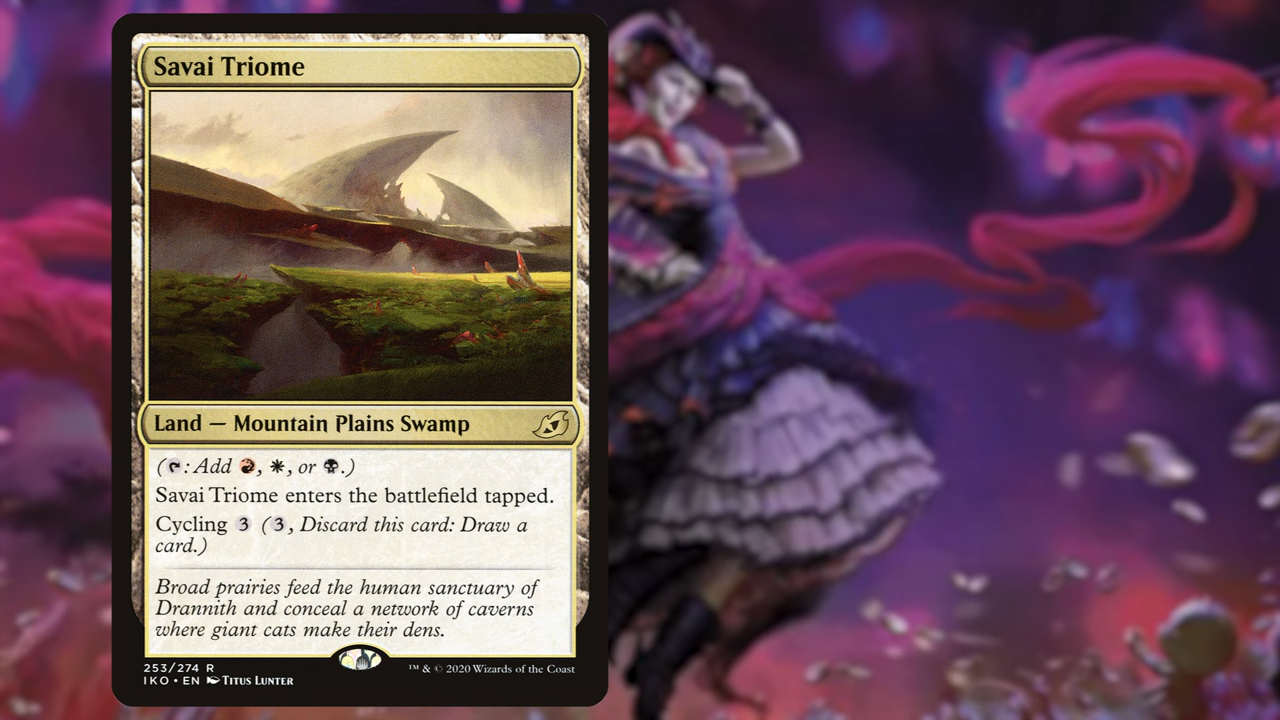 Savai Triome
Land — Mountain Plains Swamp
(: Add , , or .)
Savai Triome enters the battlefield tapped.
Cycling 3 (3, Discard this card: Draw a
card.)
Broad prairies feed the human sanctuary of
Drannith and conceal a network of caverns
where giant cats make their dens.
253/274 R
IKO • EN Titus Lunter
™ & © 2020 Wizards of the Coast